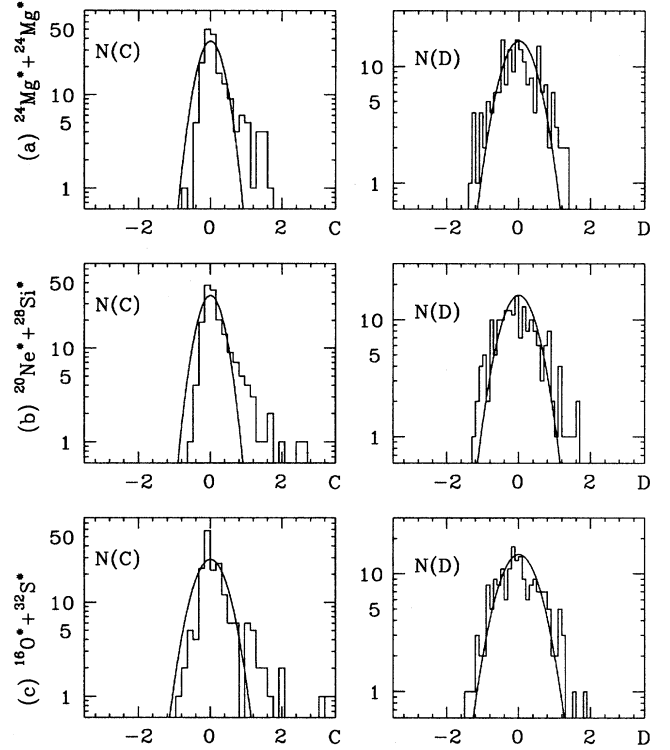 (a) ²⁴Mg* + ²⁴Mg*
N(C)
50
10
5
1
-2 0 2 C
N(D)
10
5
1
-2 0 2 D
(b) ²⁰Ne* + ²⁸Si*
N(C)
50
10
5
1
-2 0 2 C
N(D)
10
5
1
-2 0 2 D
(c) ¹⁶O* + ³²S*
N(C)
50
10
5
1
-2 0 2 C
N(D)
10
5
1
-2 0 2 D